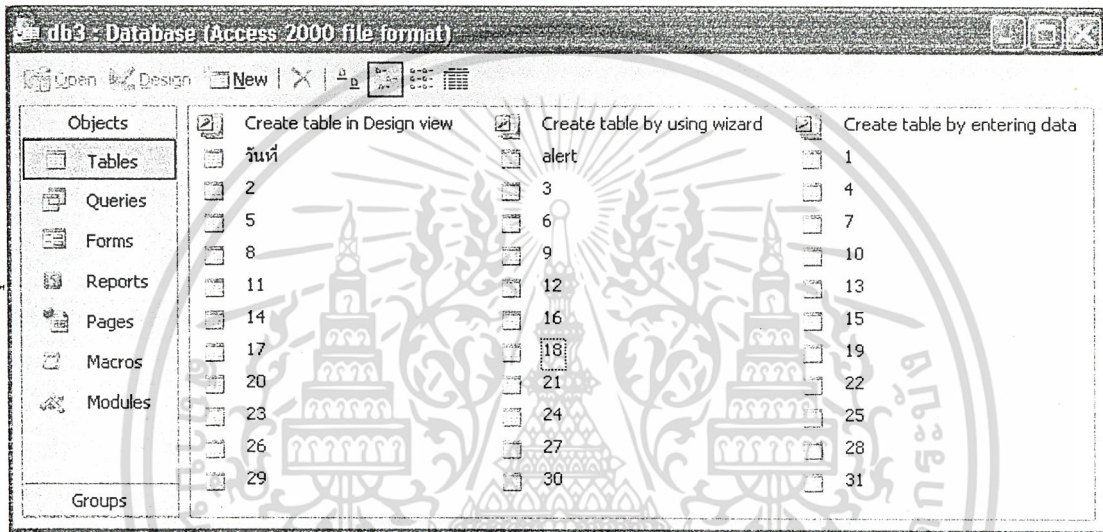 db3 : Database (Access 2000 file format)
Open Design New
Objects
Tables
Queries
Forms
Reports
Pages
Macros
Modules
Groups
Create table in Design view Create table by using wizard Create table by entering data
วันที่ alert 1
2 3 4
5 6 7
8 9 10
11 12 13
14 16 15
17 18 19
20 21 22
23 24 25
26 27 28
29 30 31